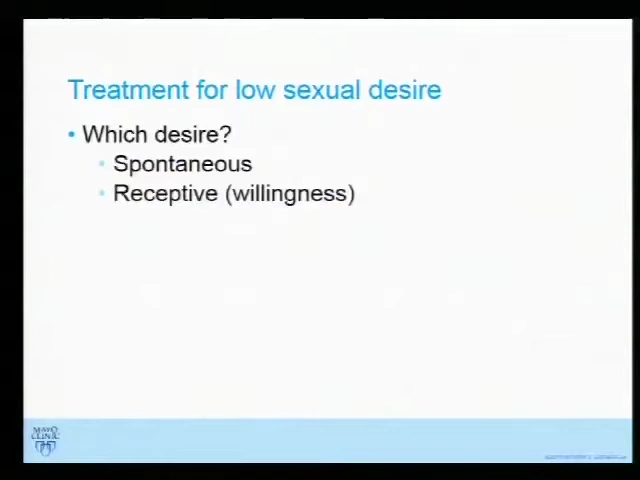 Treatment for low sexual desire
• Which desire?
• Spontaneous
• Receptive (willingness)
MAYO
CLINIC